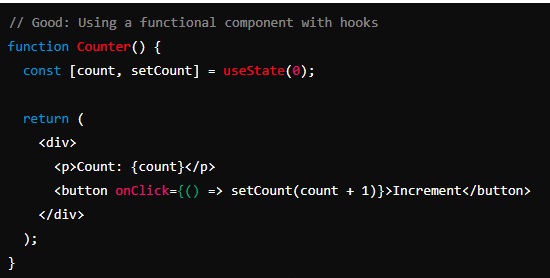 // Good: Using a functional component with hooks
function Counter() {
  const [count, setCount] = useState(0);
  return (
    <div>
      <p>Count: {count}</p>
      <button onClick={() => setCount(count + 1)}>Increment</button>
    </div>
  );
}